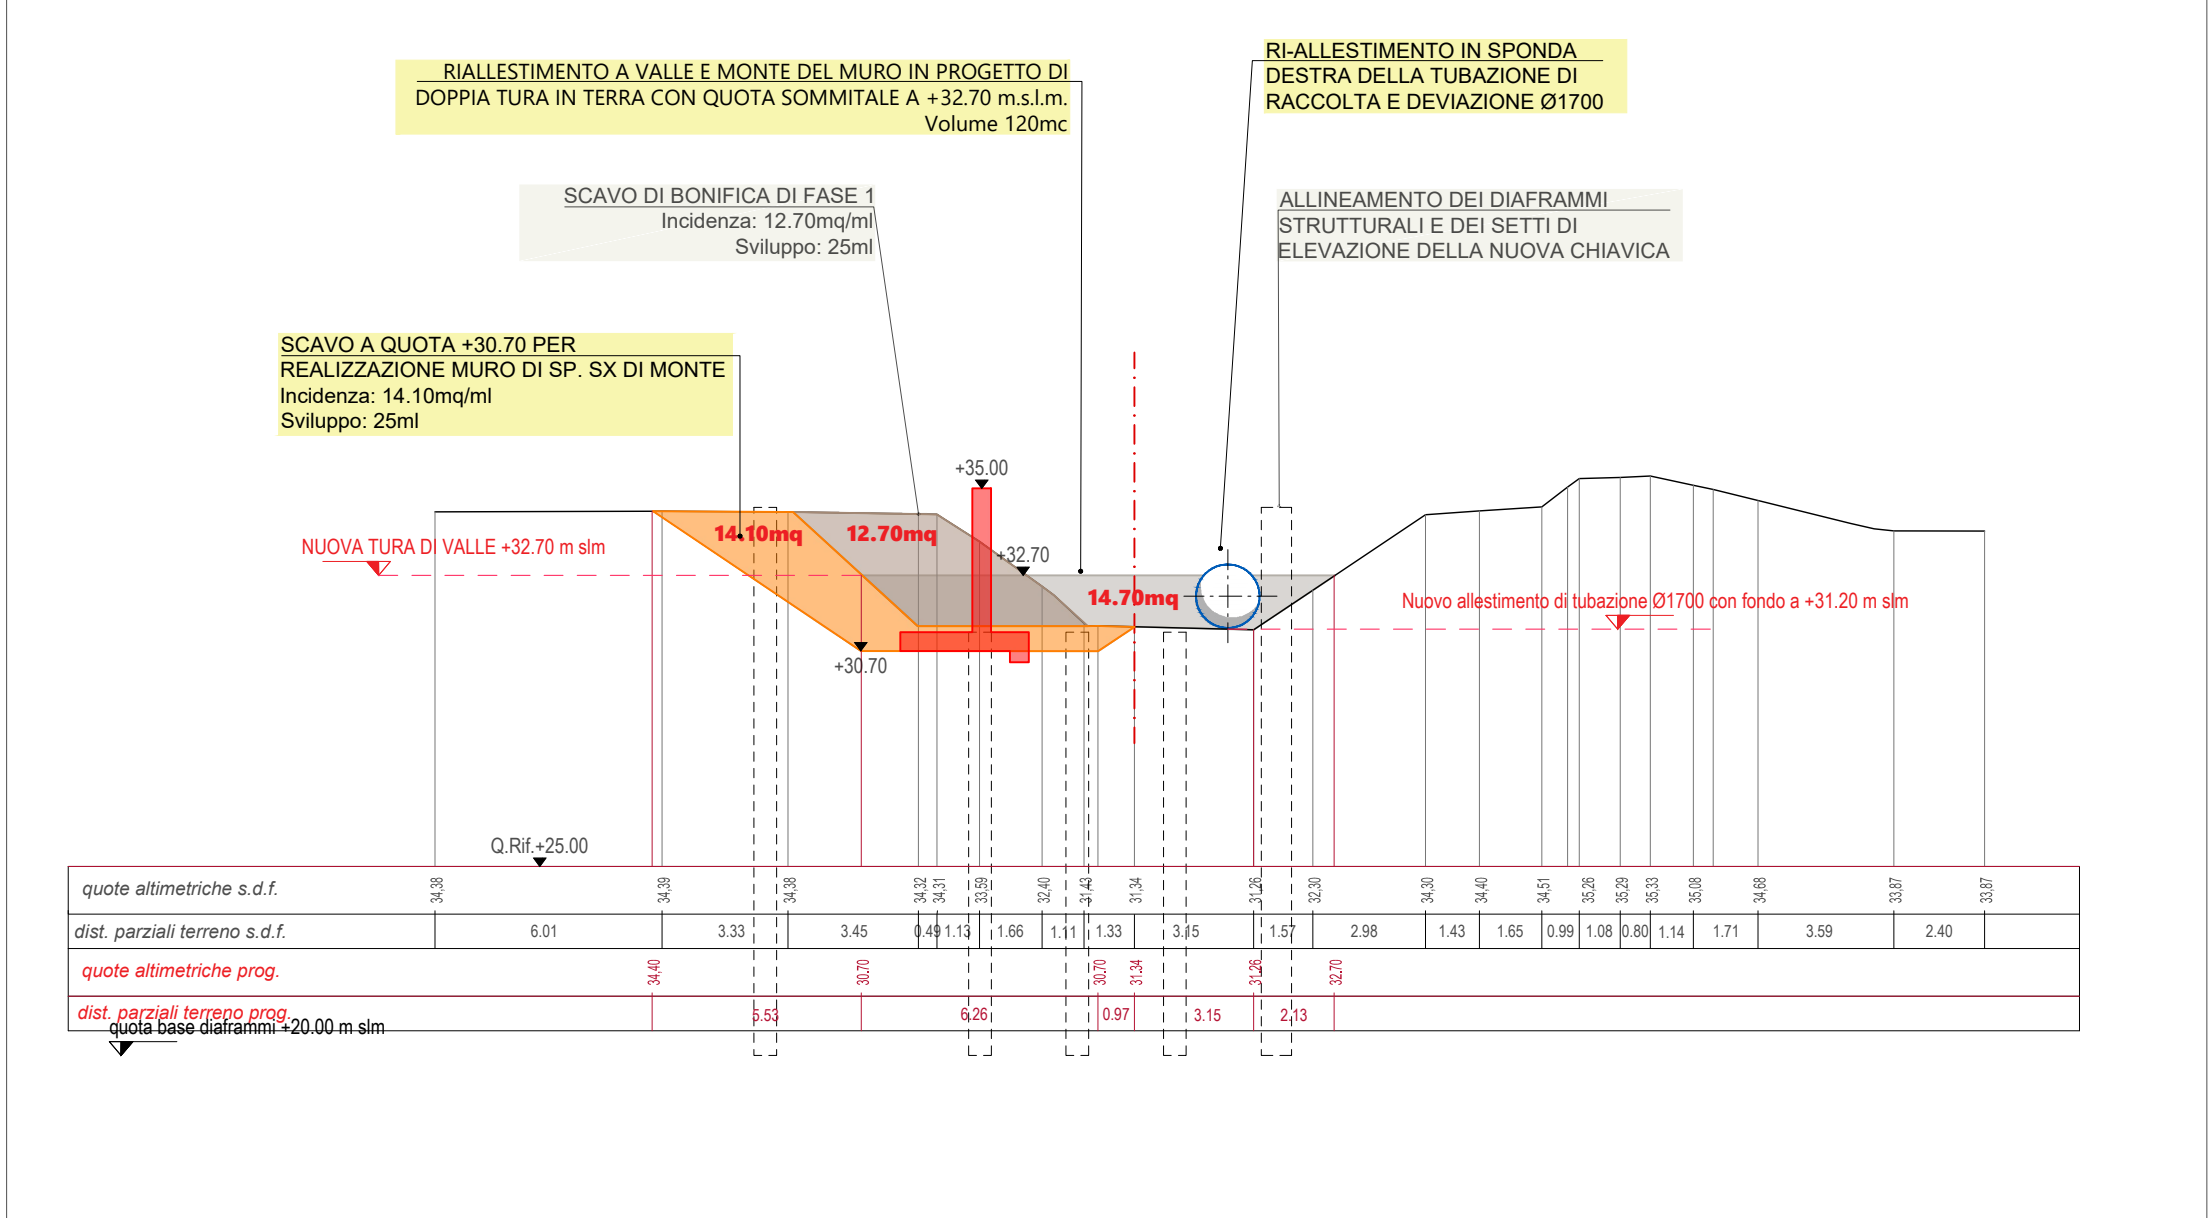 RIALLESTIMENTO A VALLE E MONTE DEL MURO IN PROGETTO DI
DOPPIA TURA IN TERRA CON QUOTA SOMMITALE A +32.70 m.s.l.m.
Volume 120mc
RI-ALLESTIMENTO IN SPONDA
DESTRA DELLA TUBAZIONE DI
RACCOLTA E DEVIAZIONE Ø1700
SCAVO DI BONIFICA DI FASE 1
Incidenza: 12.70mq/ml
Sviluppo: 25ml
ALLINEAMENTO DEI DIAFRAMMI
STRUTTURALI E DEI SETTI DI
ELEVAZIONE DELLA NUOVA CHIAVICA
SCAVO A QUOTA +30.70 PER
REALIZZAZIONE MURO DI SP. SX DI MONTE
Incidenza: 14.10mq/ml
Sviluppo: 25ml
+35.00
14.10mq
12.70mq
NUOVA TURA DI VALLE +32.70 m slm
+32.70
14.70mq
Nuovo allestimento di tubazione Ø1700 con fondo a +31.20 m slm
+30.70
Q.Rif.+25.00
quote altimetriche s.d.f.
34,38 34,39 34,38 34,32 34,31 33,59 32,40 31,43 31,34 31,26 32,30 34,30 34,40 34,51 35,26 35,29 35,33 35,08 34,68 33,87 33,87
dist. parziali terreno s.d.f.
6.01 3.33 3.45 0.49 1.13 1.66 1.11 1.33 3.15 1.57 2.98 1.43 1.65 0.99 1.08 0.80 1.14 1.71 3.59 2.40
quote altimetriche prog.
34,40 30.70 30.70 31.34 31.26 32.70
dist. parziali terreno prog.
5.53 6.26 0.97 3.15 2.13
quota base diaframmi +20.00 m slm